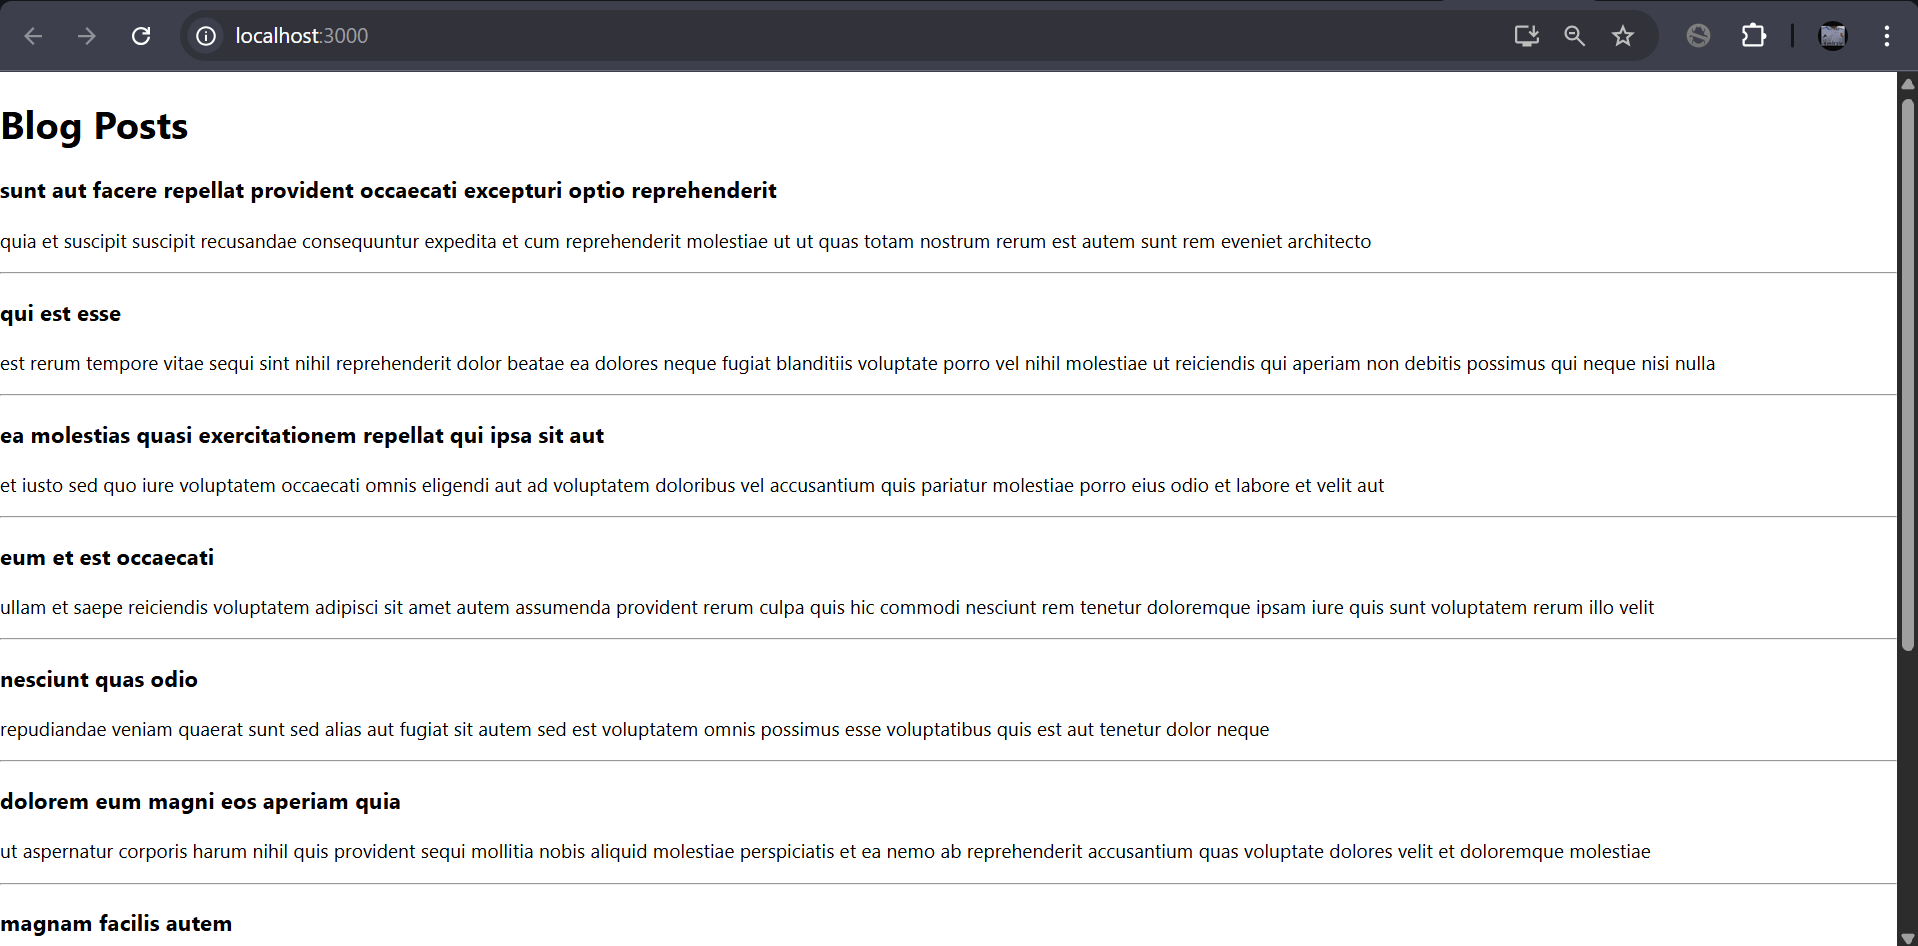 localhost:3000
Blog Posts
sunt aut facere repellat provident occaecati excepturi optio reprehenderit
quia et suscipit suscipit recusandae consequuntur expedita et cum reprehenderit molestiae ut ut quas totam nostrum rerum est autem sunt rem eveniet architecto
qui est esse
est rerum tempore vitae sequi sint nihil reprehenderit dolor beatae ea dolores neque fugiat blanditiis voluptate porro vel nihil molestiae ut reiciendis qui aperiam non debitis possimus qui neque nisi nulla
ea molestias quasi exercitationem repellat qui ipsa sit aut
et iusto sed quo iure voluptatem occaecati omnis eligendi aut ad voluptatem doloribus vel accusantium quis pariatur molestiae porro eius odio et labore et velit aut
eum et est occaecati
ullam et saepe reiciendis voluptatem adipisci sit amet autem assumenda provident rerum culpa quis hic commodi nesciunt rem tenetur doloremque ipsam iure quis sunt voluptatem rerum illo velit
nesciunt quas odio
repudiandae veniam quaerat sunt sed alias aut fugiat sit autem sed est voluptatem omnis possimus esse voluptatibus quis est aut tenetur dolor neque
dolorem eum magni eos aperiam quia
ut aspernatur corporis harum nihil quis provident sequi mollitia nobis aliquid molestiae perspiciatis et ea nemo ab reprehenderit accusantium quas voluptate dolores velit et doloremque molestiae
magnam facilis autem